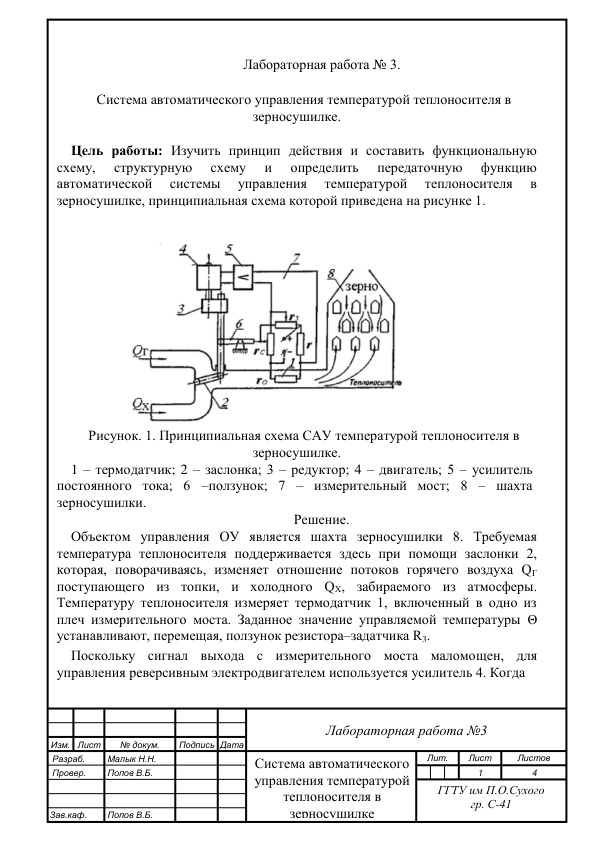 Лабораторная работа № 3.
Система автоматического управления температурой теплоносителя в
зерносушилке.
Цель работы: Изучить принцип действия и составить функциональную
схему, структурную схему и определить передаточную функцию
автоматической системы управления температурой теплоносителя в
зерносушилке, принципиальная схема которой приведена на рисунке 1.
4 5 7 8 зерно
3 6 rз
rc r
1
Qг
r₀ Теплоноситель
Qх 2
Рисунок. 1. Принципиальная схема САУ температурой теплоносителя в
зерносушилке.
1 – термодатчик; 2 – заслонка; 3 – редуктор; 4 – двигатель; 5 – усилитель
постоянного тока; 6 –ползунок; 7 – измерительный мост; 8 – шахта
зерносушилки.
Решение.
Объектом управления ОУ является шахта зерносушилки 8. Требуемая
температура теплоносителя поддерживается здесь при помощи заслонки 2,
которая, поворачиваясь, изменяет отношение потоков горячего воздуха QГ
поступающего из топки, и холодного QХ, забираемого из атмосферы.
Температуру теплоносителя измеряет термодатчик 1, включенный в одно из
плеч измерительного моста. Заданное значение управляемой температуры Θ
устанавливают, перемещая, ползунок резистора–задатчика R3.
Поскольку сигнал выхода с измерительного моста маломощен, для
управления реверсивным электродвигателем используется усилитель 4. Когда
Лабораторная работа №3
Изм. Лист № докум. Подпись Дата
Разраб. Малык Н.Н.
Провер. Попов В.Б.
Зав.каф. Попов В.Б.
Система автоматического
управления температурой
теплоносителя в
зерносушилке
Лит. Лист Листов
1 4
ГГТУ им П.О.Сухого
гр. С-41